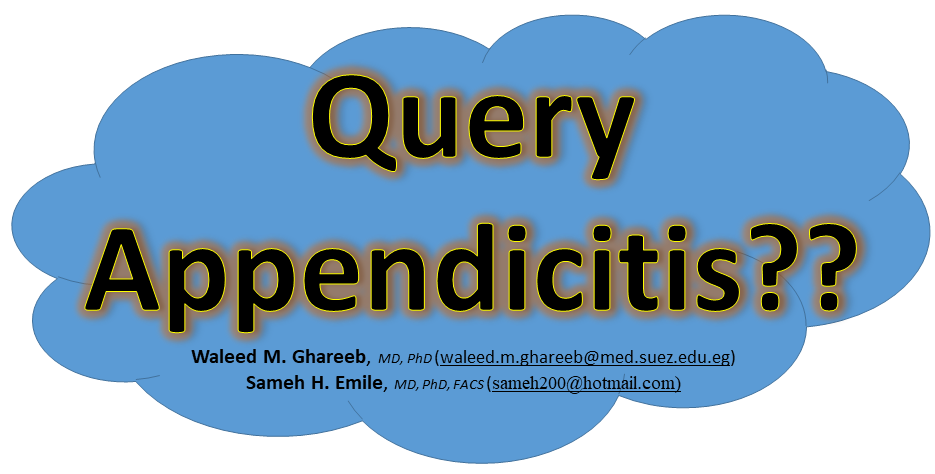 Query
Appendicitis??
Waleed M. Ghareeb, MD, PhD (waleed.m.ghareeb@med.suez.edu.eg)
Sameh H. Emile, MD, PhD, FACS (sameh200@hotmail.com)